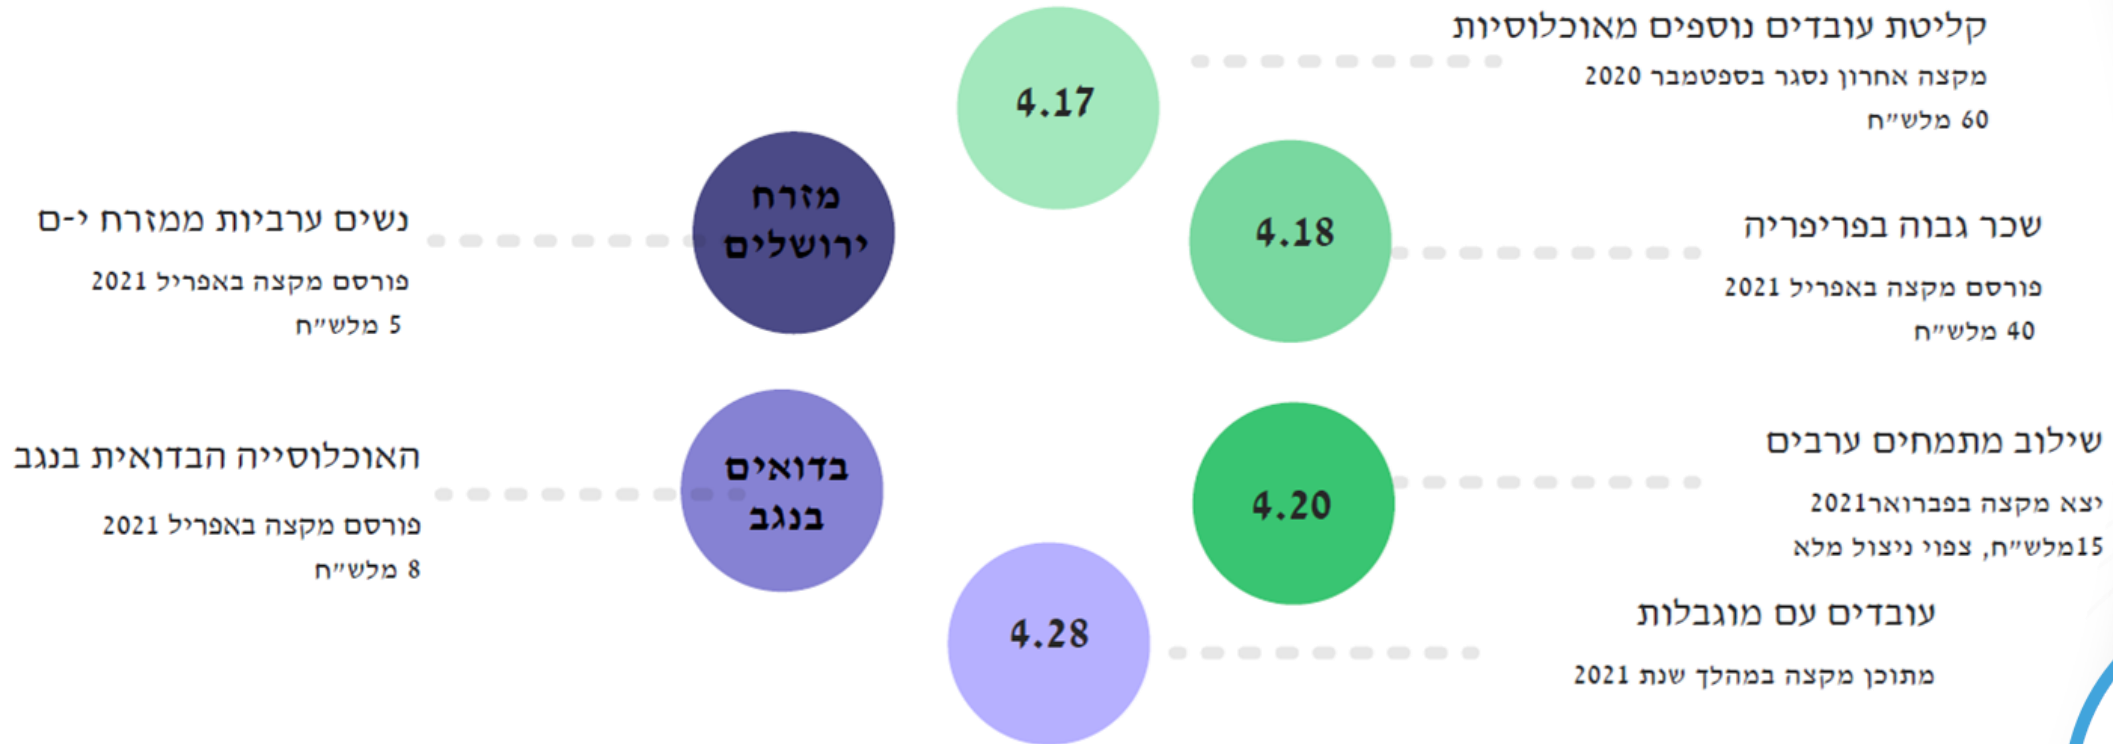 קליטת עובדים נוספים מאוכלוסיות
מקצה אחרון נסגר בספטמבר 2020
60 מלש״ח
4.17
שכר גבוה בפריפריה
פורסם מקצה באפריל 2021
40 מלש״ח
4.18
שילוב מתמחים ערבים
יצא מקצה בפברואר2021
15מלש״ח, צפוי ניצול מלא
4.20
עובדים עם מוגבלות
מתוכנן מקצה במהלך שנת 2021
4.28
מזרח
ירושלים
נשים ערביות ממזרח י-ם
פורסם מקצה באפריל 2021
5 מלש״ח
בדואים
בנגב
האוכלוסייה הבדואית בנגב
פורסם מקצה באפריל 2021
8 מלש״ח